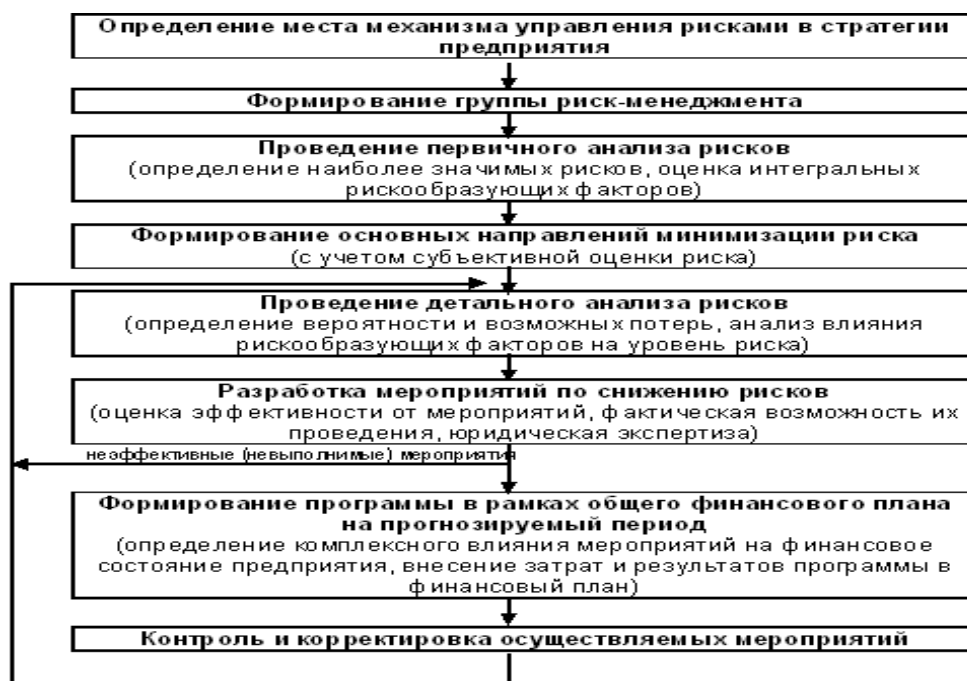 Определение места механизма управления рисками в стратегии
предприятия
Формирование группы риск-менеджмента
Проведение первичного анализа рисков
(определение наиболее значимых рисков, оценка интегральных
рискообразующих факторов)
Формирование основных направлений минимизации риска
(с учетом субъективной оценки риска)
Проведение детального анализа рисков
(определение вероятности и возможных потерь, анализ влияния
рискообразующих факторов на уровень риска)
Разработка мероприятий по снижению рисков
(оценка эффективности от мероприятий, фактическая возможность их
проведения, юридическая экспертиза)
неэффективные (невыполнимые) мероприятия
Формирование программы в рамках общего финансового плана
на прогнозируемый период
(определение комплексного влияния мероприятий на финансовое
состояние предприятия, внесение затрат и результатов программы в
финансовый план)
Контроль и корректировка осуществляемых мероприятий